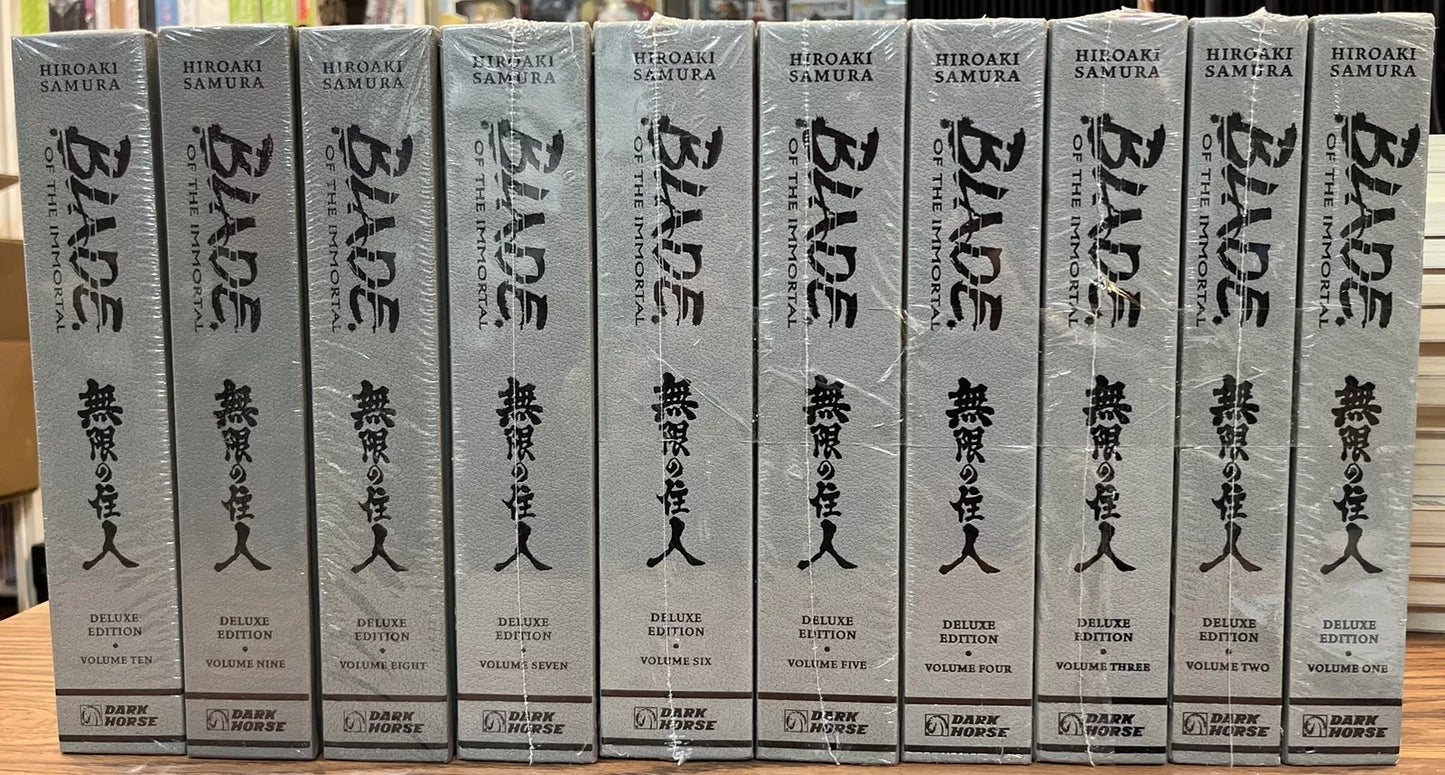 HIROAKI
SAMURA
BLADE
OF THE IMMORTAL
無限の住人
DELUXE
EDITION
VOLUME TEN
DARK
HORSE
HIROAKI
SAMURA
BLADE
OF THE IMMORTAL
無限の住人
DELUXE
EDITION
VOLUME NINE
DARK
HORSE
HIROAKI
SAMURA
BLADE
OF THE IMMORTAL
無限の住人
DELUXE
EDITION
VOLUME EIGHT
DARK
HORSE
HIROAKI
SAMURA
BLADE
OF THE IMMORTAL
無限の住人
DELUXE
EDITION
VOLUME SEVEN
DARK
HORSE
HIROAKI
SAMURA
BLADE
OF THE IMMORTAL
無限の住人
DELUXE
EDITION
VOLUME SIX
DARK
HORSE
HIROAKI
SAMURA
BLADE
OF THE IMMORTAL
無限の住人
DELUXE
EDITION
VOLUME FIVE
DARK
HORSE
HIROAKI
SAMURA
BLADE
OF THE IMMORTAL
無限の住人
DELUXE
EDITION
VOLUME FOUR
DARK
HORSE
HIROAKI
SAMURA
BLADE
OF THE IMMORTAL
無限の住人
DELUXE
EDITION
VOLUME THREE
DARK
HORSE
HIROAKI
SAMURA
BLADE
OF THE IMMORTAL
無限の住人
DELUXE
EDITION
VOLUME TWO
DARK
HORSE
HIROAKI
SAMURA
BLADE
OF THE IMMORTAL
無限の住人
DELUXE
EDITION
VOLUME ONE
DARK
HORSE